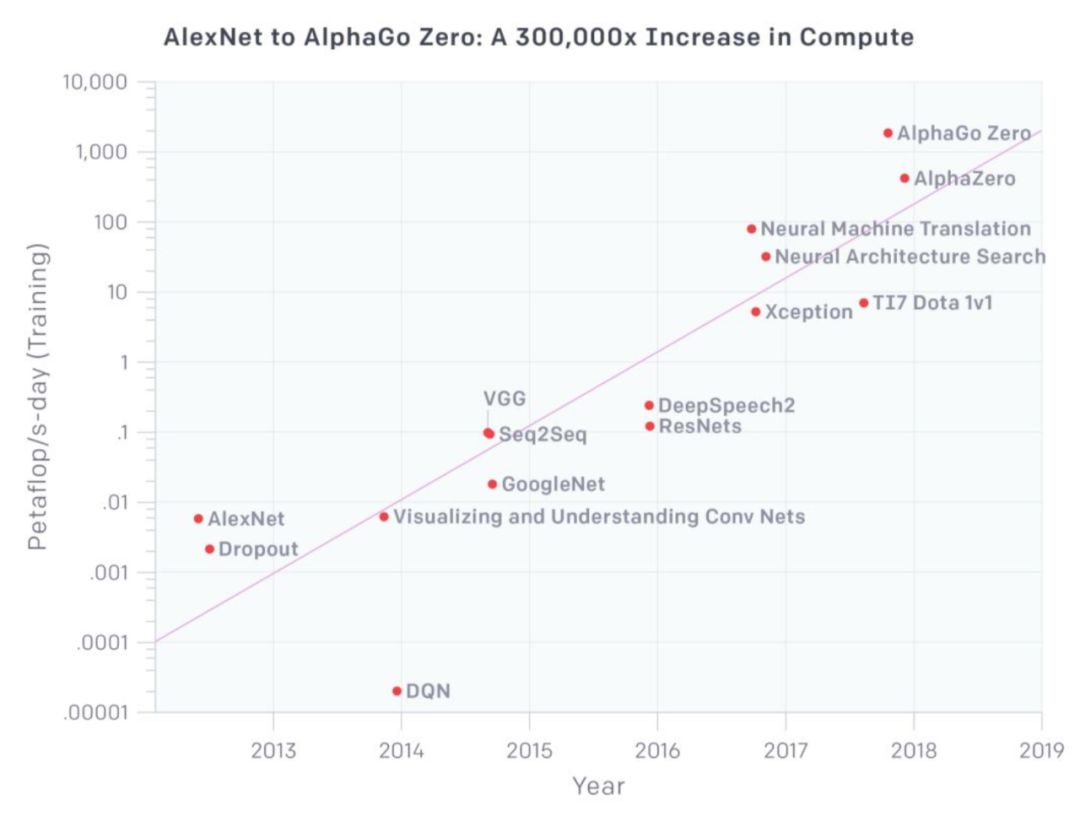 AlexNet to AlphaGo Zero: A 300,000x Increase in Compute
10,000
1,000
100
10
1
.1
.01
.001
.0001
.00001
Petaflop/s-day (Training)
AlphaGo Zero
AlphaZero
Neural Machine Translation
Neural Architecture Search
TI7 Dota 1v1
Xception
VGG
DeepSpeech2
ResNets
Seq2Seq
GoogleNet
Visualizing and Understanding Conv Nets
AlexNet
Dropout
DQN
2013
2014
2015
2016
2017
2018
2019
Year